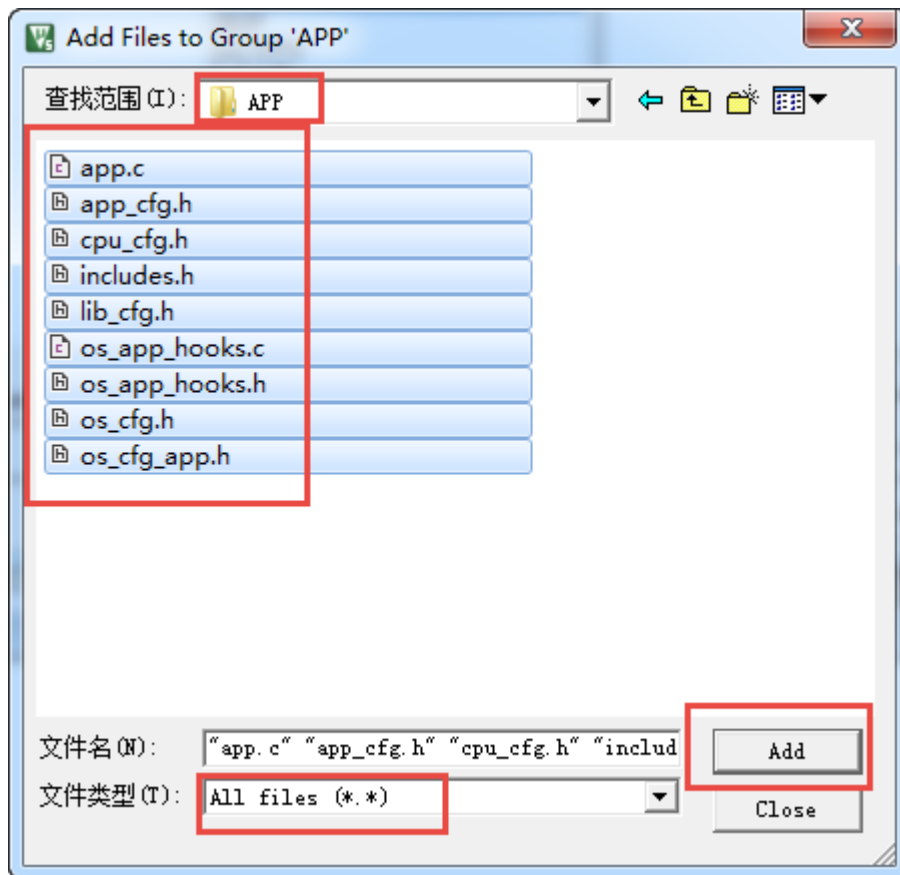 Add Files to Group 'APP'
查找范围(I): APP
app.c
app_cfg.h
cpu_cfg.h
includes.h
lib_cfg.h
os_app_hooks.c
os_app_hooks.h
os_cfg.h
os_cfg_app.h
文件名(N): "app.c" "app_cfg.h" "cpu_cfg.h" "includ Add
文件类型(T): All files (*.*)
Close